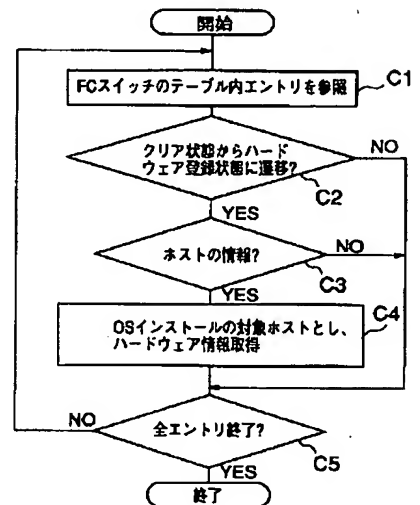 開始
FCスイッチのテーブル内エントリを参照
C1
クリア状態からハード
ウェア登録状態に遷移?
NO
C2
YES
ホストの情報?
NO
C3
YES
OSインストールの対象ホストとし、
ハードウェア情報取得
C4
NO
全エントリ終了?
C5
YES
終了